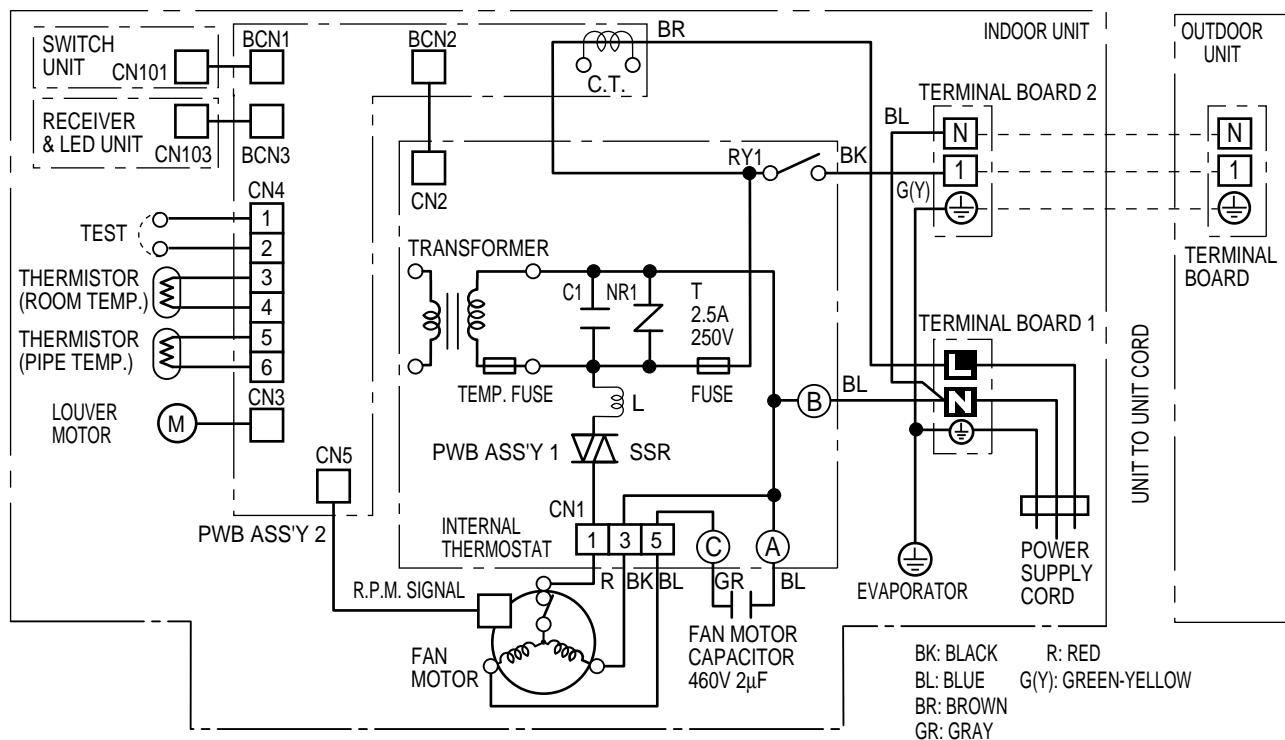 SWITCH
UNIT
CN101
BCN1
BCN2
C.T.
BR
INDOOR UNIT
OUTDOOR
UNIT
RECEIVER
& LED UNIT
CN103
BCN3
CN2
RY1
BK
BL
G(Y)
TERMINAL BOARD 2
N
1
N
1
TERMINAL
BOARD
CN4
1
2
3
4
5
6
TEST
THERMISTOR
(ROOM TEMP.)
THERMISTOR
(PIPE TEMP.)
CN3
LOUVER
MOTOR
M
CN5
PWB ASS'Y 2
TRANSFORMER
C1
NR1
T
2.5A
250V
TEMP. FUSE
FUSE
L
PWB ASS'Y 1
SSR
B
BL
TERMINAL BOARD 1
L
N
UNIT TO UNIT CORD
CN1
INTERNAL
THERMOSTAT
1
3
5
C
A
R
BK
BL
GR
BL
R.P.M. SIGNAL
FAN
MOTOR
FAN MOTOR
CAPACITOR
460V 2µF
EVAPORATOR
POWER
SUPPLY
CORD
BK: BLACK
R: RED
BL: BLUE
G(Y): GREEN-YELLOW
BR: BROWN
GR: GRAY